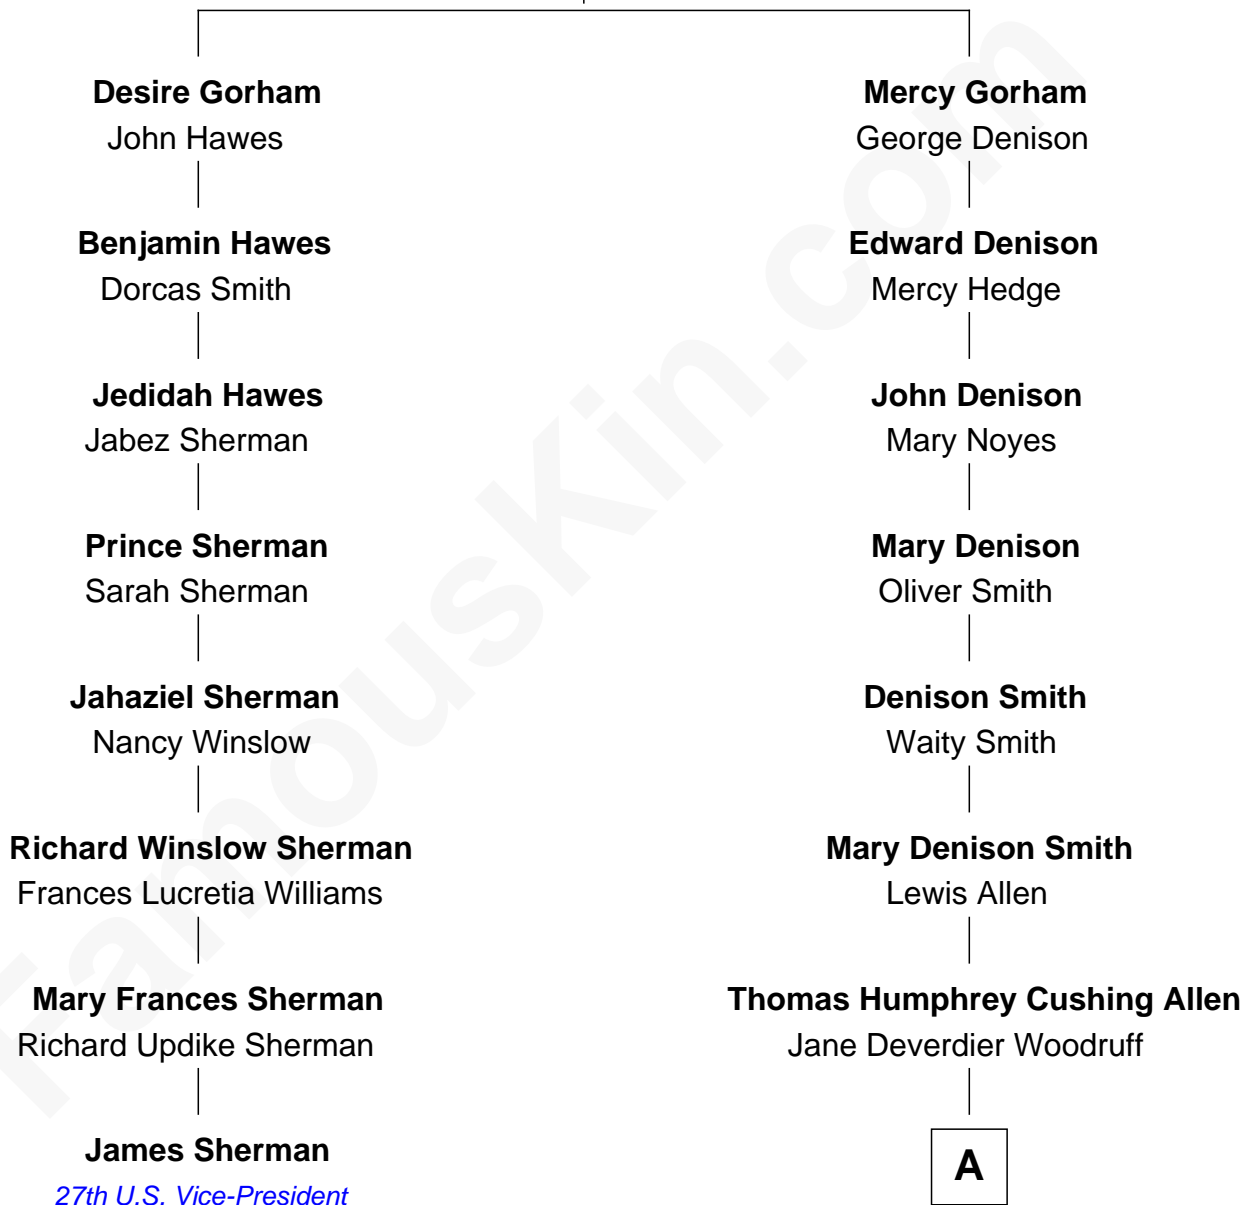 Desire Gorham
John Hawes
Mercy Gorham
George Denison
Benjamin Hawes
Dorcas Smith
Edward Denison
Mercy Hedge
Jedidah Hawes
Jabez Sherman
John Denison
Mary Noyes
Prince Sherman
Sarah Sherman
Mary Denison
Oliver Smith
Jahaziel Sherman
Nancy Winslow
Denison Smith
Waity Smith
Richard Winslow Sherman
Frances Lucretia Williams
Mary Denison Smith
Lewis Allen
Mary Frances Sherman
Richard Updike Sherman
Thomas Humphrey Cushing Allen
Jane Deverdier Woodruff
James Sherman
27th U.S. Vice-President
A
FamousKin.com